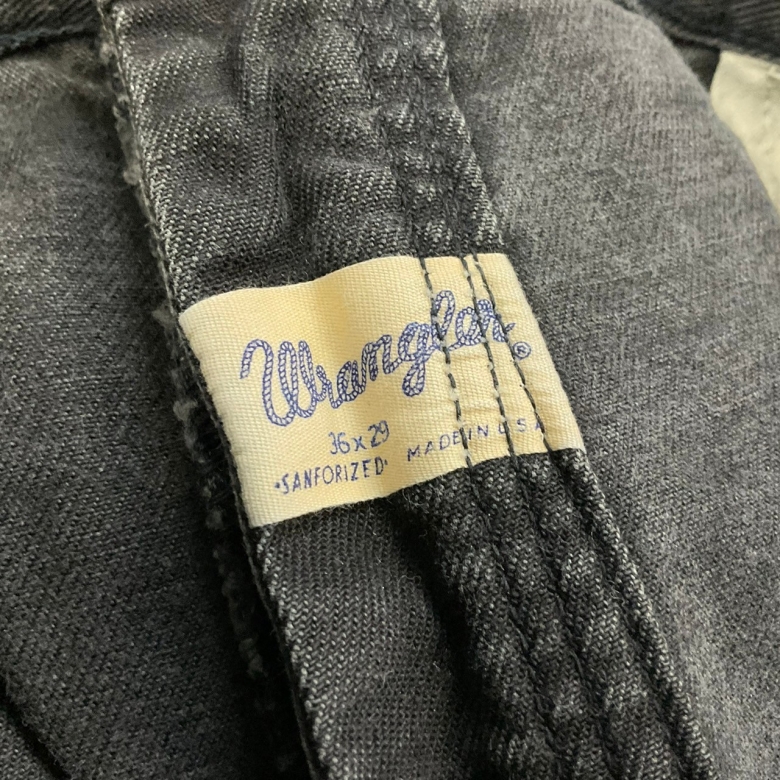 Wrangler®
36x29
•SANFORIZED• MADE IN U S A